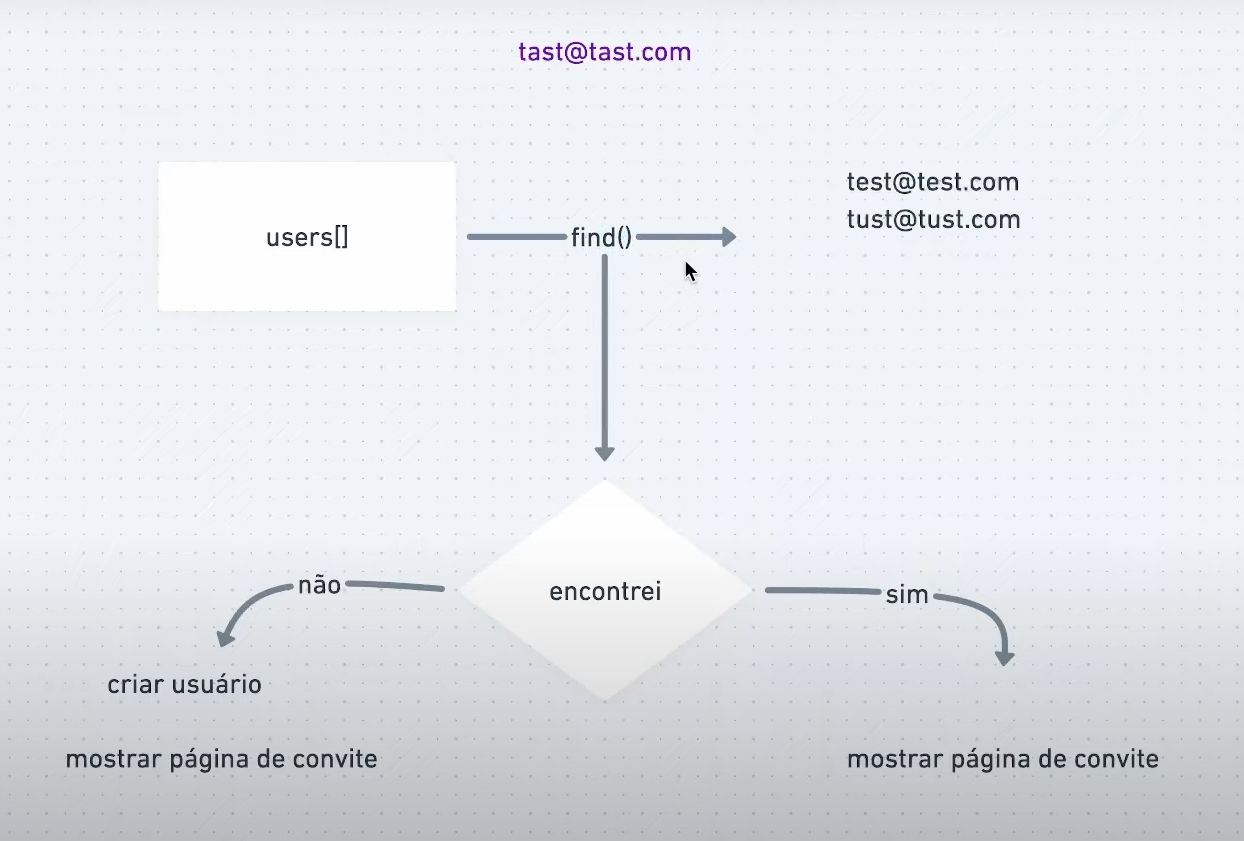 tast@tast.com
users[]
find()
test@test.com
tust@tust.com
encontrei
não
sim
criar usuário
mostrar página de convite
mostrar página de convite